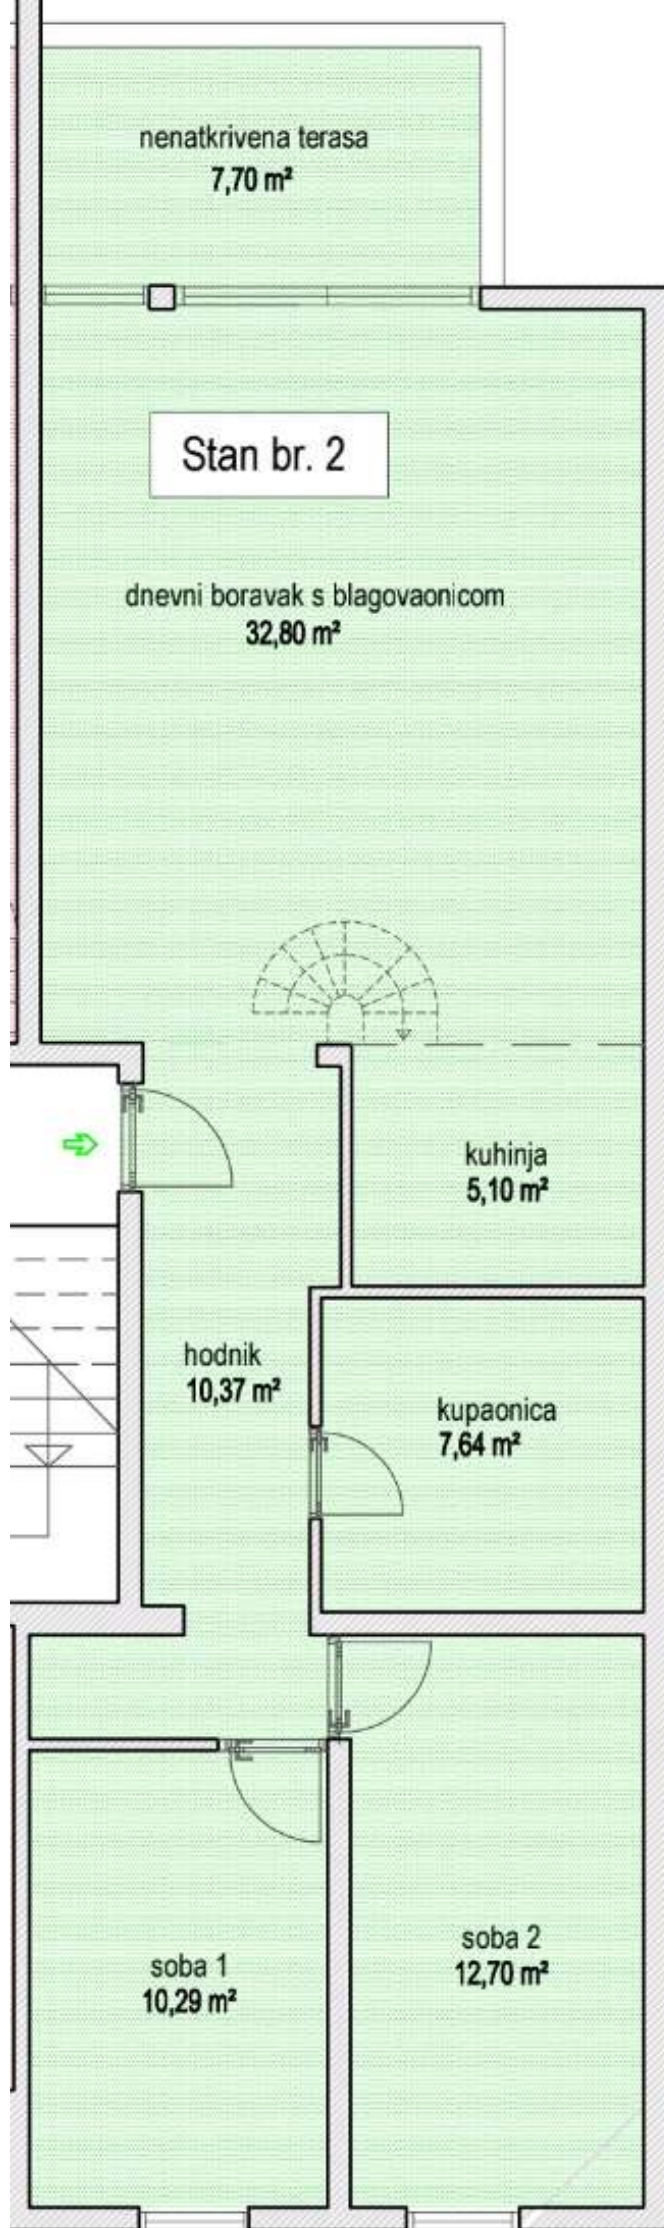 nenatkrivena terasa
7,70 m²
Stan br. 2
dnevni boravak s blagovaonicom
32,80 m²
kuhinja
5,10 m²
hodnik
10,37 m²
kupaonica
7,64 m²
soba 2
12,70 m²
soba 1
10,29 m²